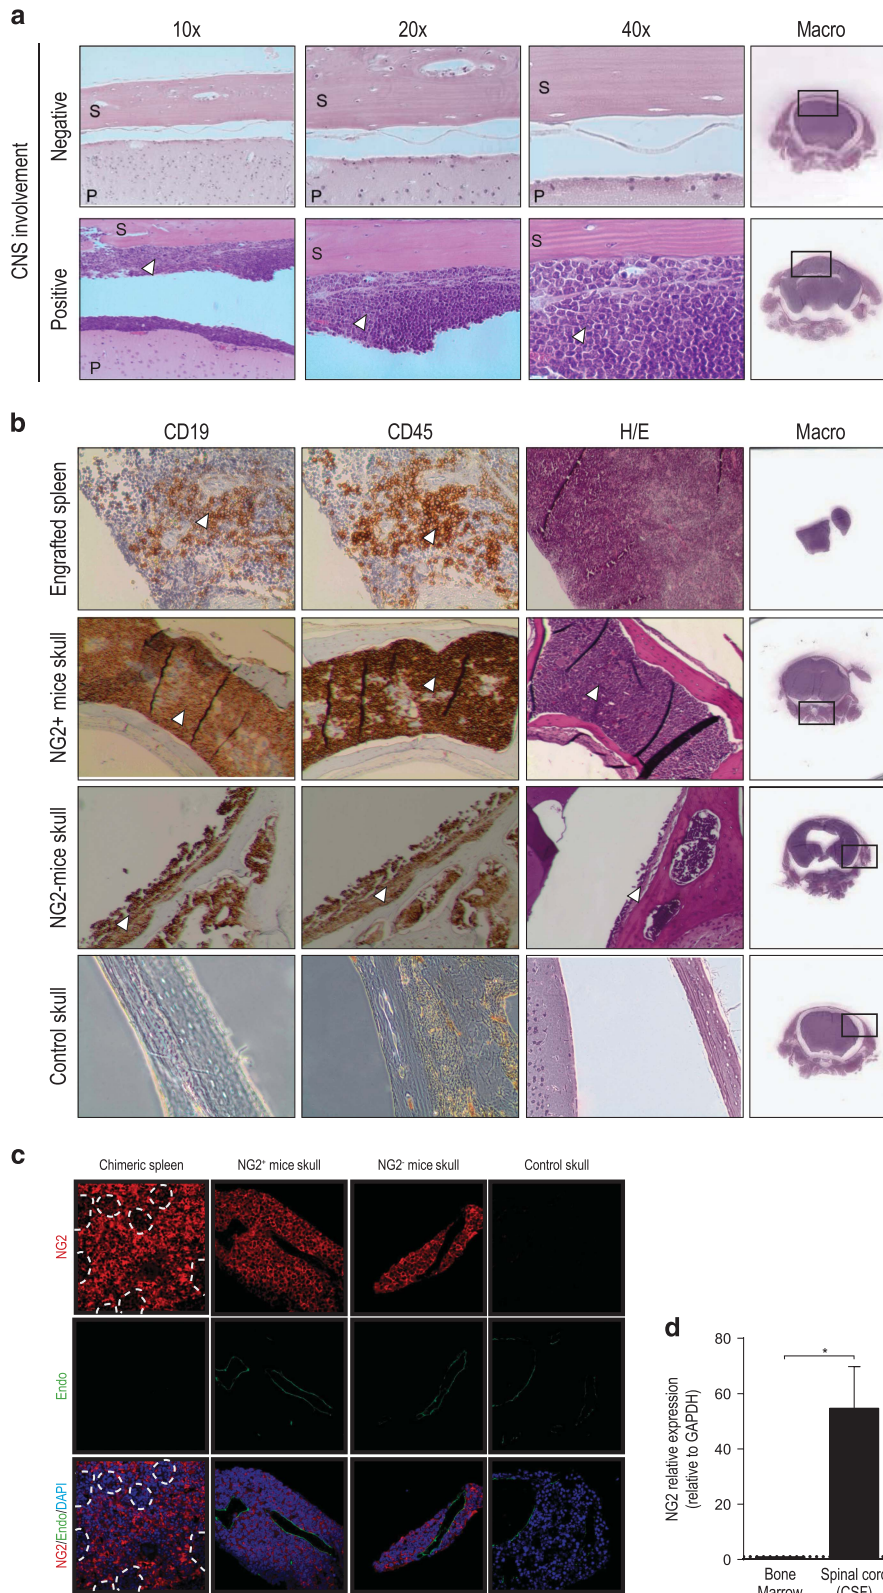 a
10x 20x 40x Macro
CNS involvement
Negative
S S S
P P P
Positive
S S S
P
b
CD19 CD45 H/E Macro
Engrafted spleen
NG2+ mice skull
NG2-mice skull
Control skull
c
Chimeric spleen NG2+ mice skull NG2- mice skull Control skull
NG2
Endo
NG2/Endo/DAPI
d
NG2 relative expression
(relative to GAPDH)
80
60
40
20
0
*
Bone Spinal cord
Marrow (CSF)